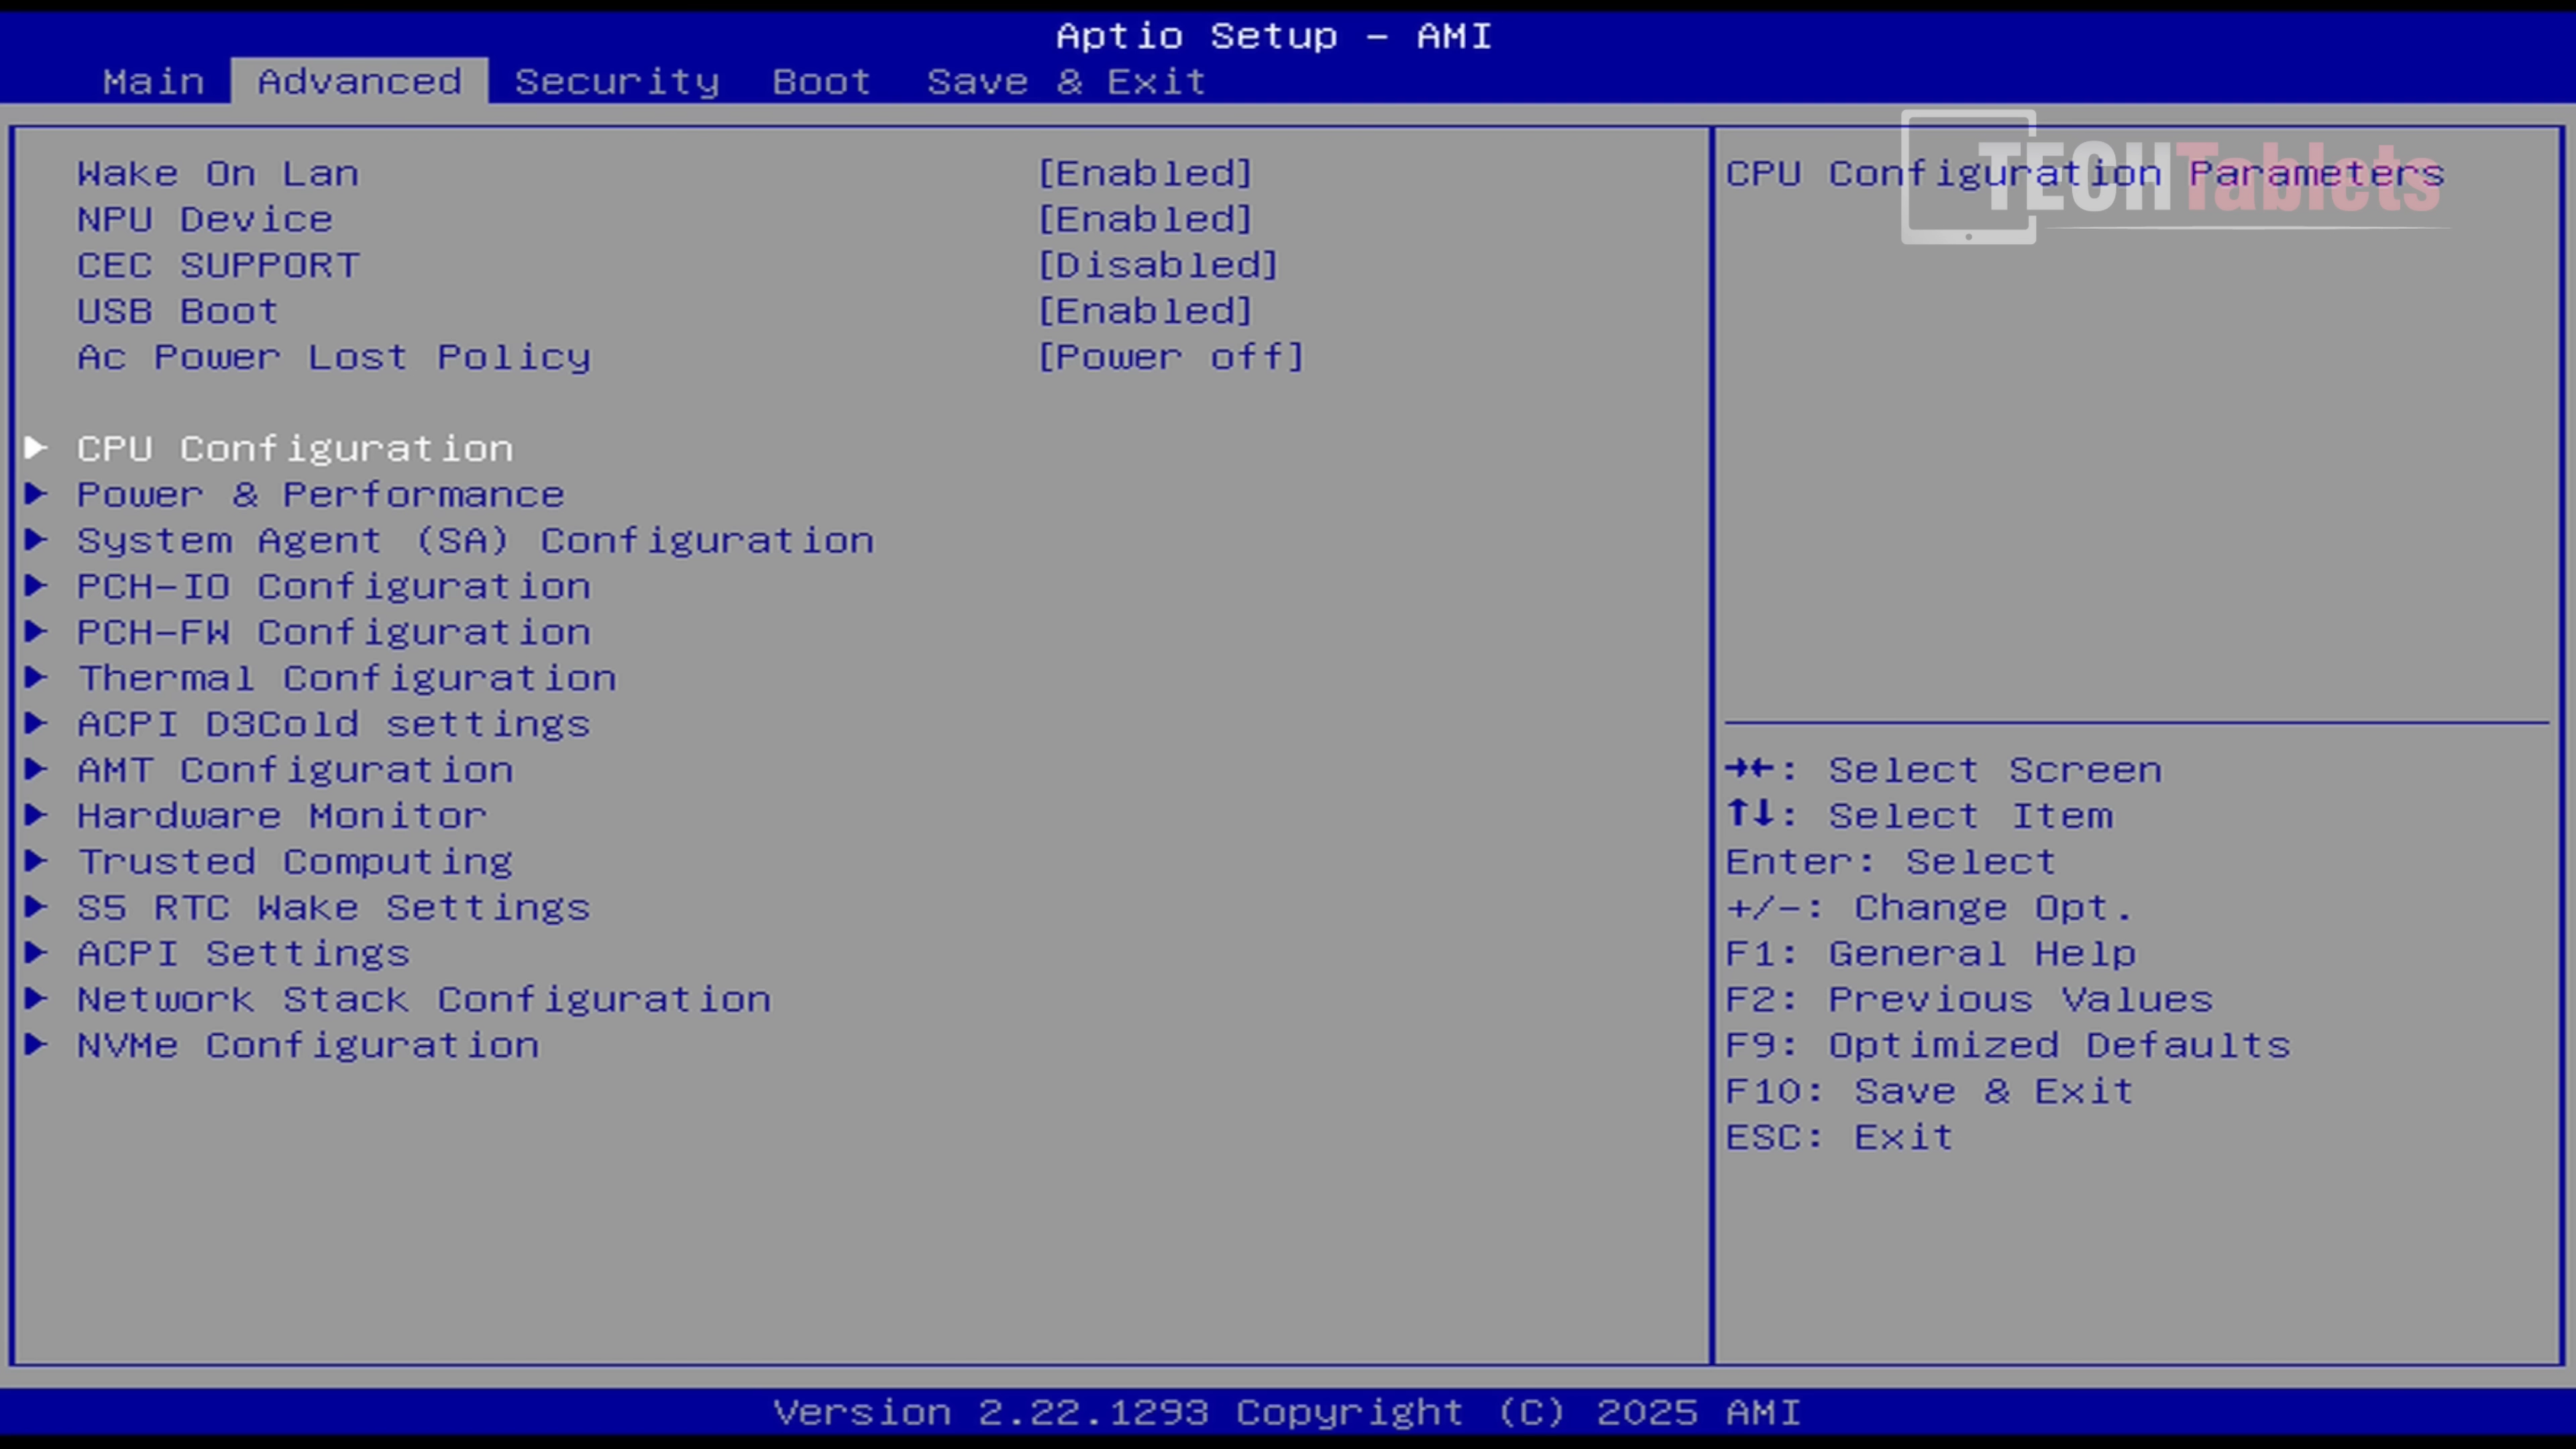 Aptio Setup - AMI
Main Advanced Security Boot Save & Exit
Wake On Lan [Enabled]
NPU Device [Enabled]
CEC SUPPORT [Disabled]
USB Boot [Enabled]
Ac Power Lost Policy [Power off]
CPU Configuration
Power & Performance
System Agent (SA) Configuration
PCH-IO Configuration
PCH-FW Configuration
Thermal Configuration
ACPI D3Cold settings
AMT Configuration
Hardware Monitor
Trusted Computing
S5 RTC Wake Settings
ACPI Settings
Network Stack Configuration
NVMe Configuration
CPU Configuration Parameters
TECHTablets
→←: Select Screen
↑↓: Select Item
Enter: Select
+/-: Change Opt.
F1: General Help
F2: Previous Values
F9: Optimized Defaults
F10: Save & Exit
ESC: Exit
Version 2.22.1293 Copyright (C) 2025 AMI